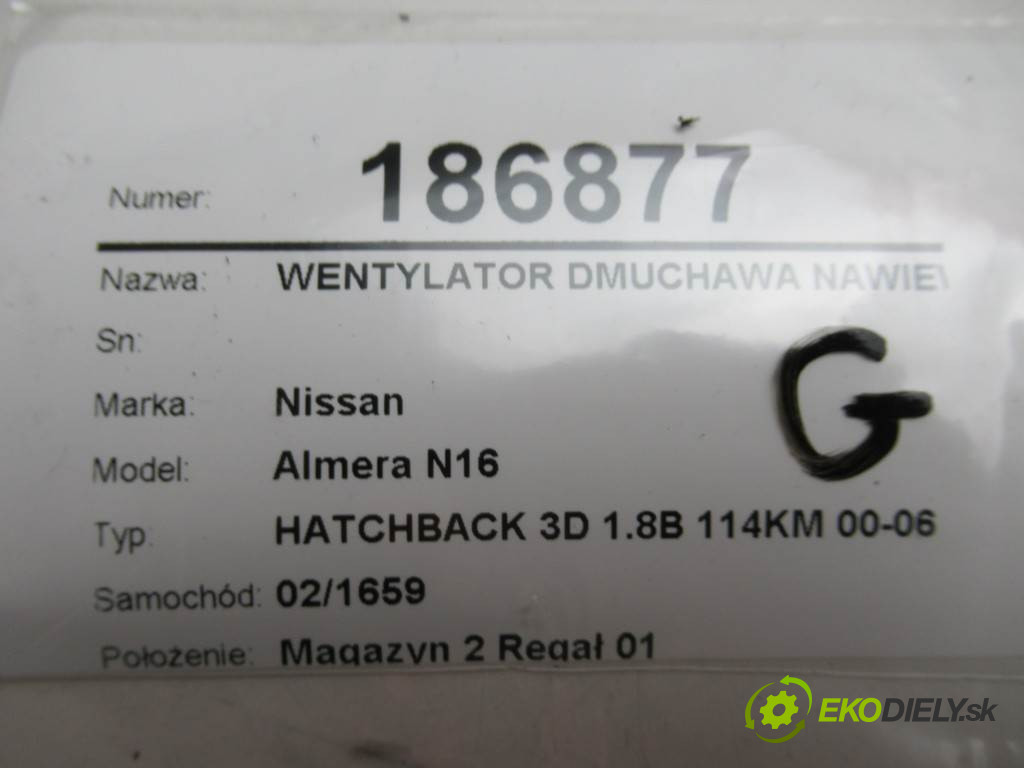 Numer: 186877
Nazwa: WENTYLATOR DMUCHAWA NAWIEW
Sn:
Marka: Nissan
G
Model: Almera N16
Typ: HATCHBACK 3D 1.8B 114KM 00-06
Samochód: 02/1659
Położenie: Magazyn 2 Regał 01
EKODIELY.sk